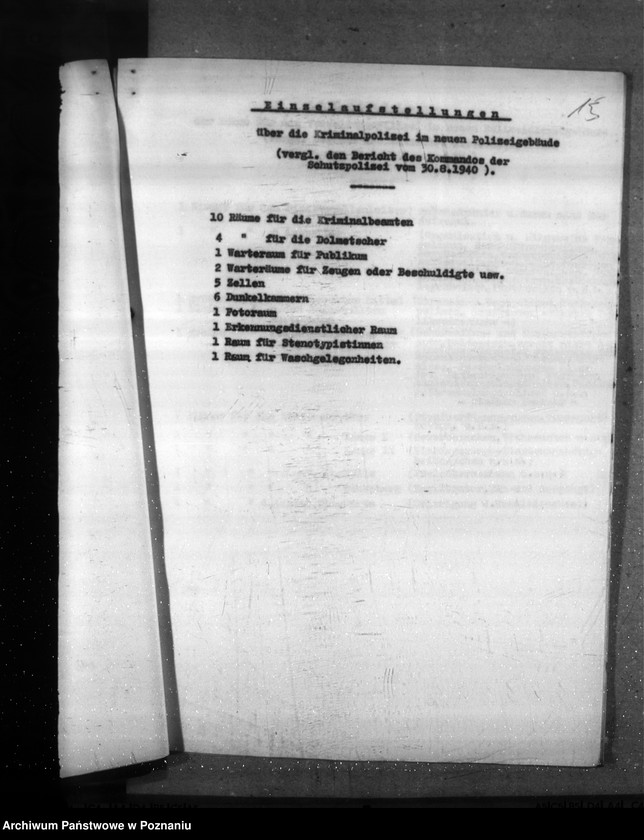 15
Einzelaufstellungen
über die Kriminalpolizei im neuen Polizeigebäude
(vergl. den Bericht des Kommandos der
Schutzpolizei vom 30.8.1940 ).
10 Räume für die Kriminalbeamten
4 " für die Dolmetscher
1 Warteraum für Publikum
2 Warteräume für Zeugen oder Beschuldigte usw.
5 Zellen
6 Dunkelkammern
1 Fotoraum
1 Erkennungsdienstlicher Raum
1 Raum für Stenotypistinnen
1 Raum für Waschgelegenheiten.
Archiwum Państwowe w Poznaniu